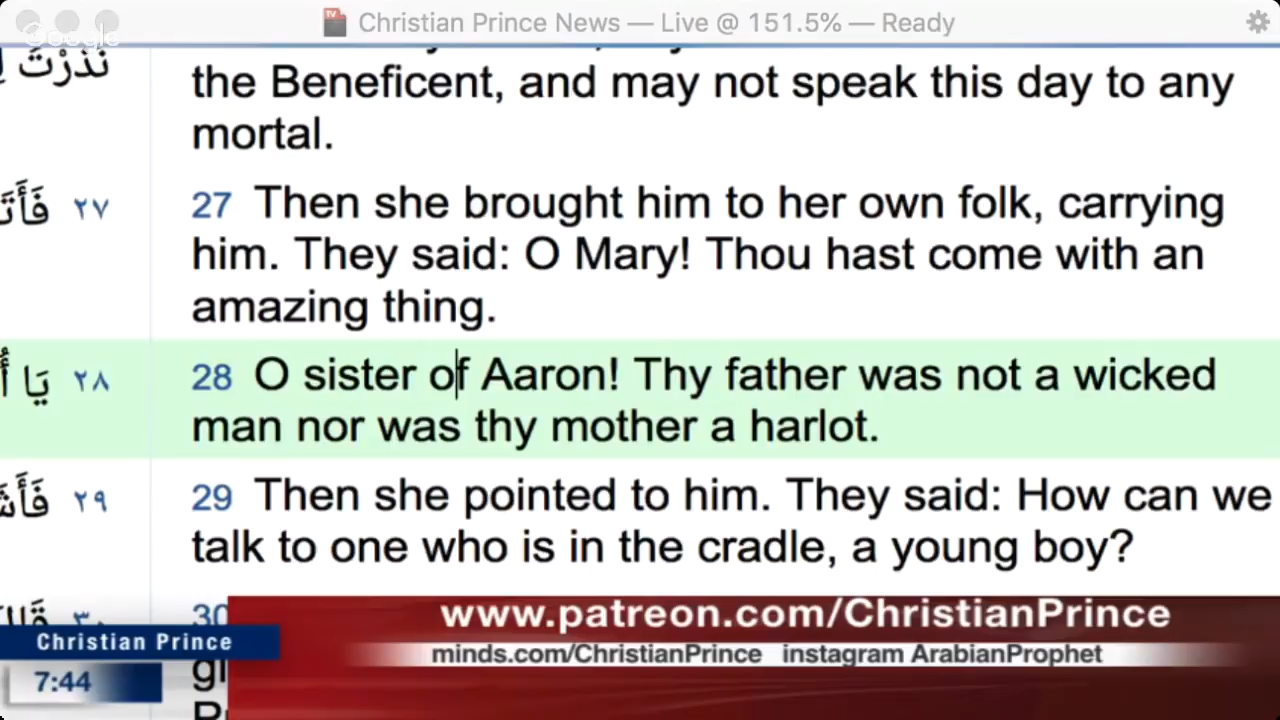 Christian Prince News — Live @ 151.5% — Ready
Google
نَذَرْتُ
the Beneficent, and may not speak this day to any
mortal.
٢٧
27 Then she brought him to her own folk, carrying
him. They said: O Mary! Thou hast come with an
amazing thing.
يَا ٢٨
28 O sister of Aaron! Thy father was not a wicked
man nor was thy mother a harlot.
٢٩
29 Then she pointed to him. They said: How can we
talk to one who is in the cradle, a young boy?
30
www.patreon.com/ChristianPrince
Christian Prince
minds.com/ChristianPrince instagram ArabianProphet
7:44